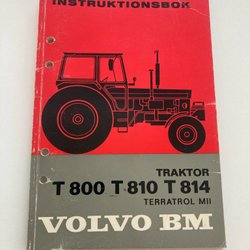 INSTRUKTIONSBOK
TRAKTOR
T 800 T 810 T 814
TERRATROL MII
VOLVO BM